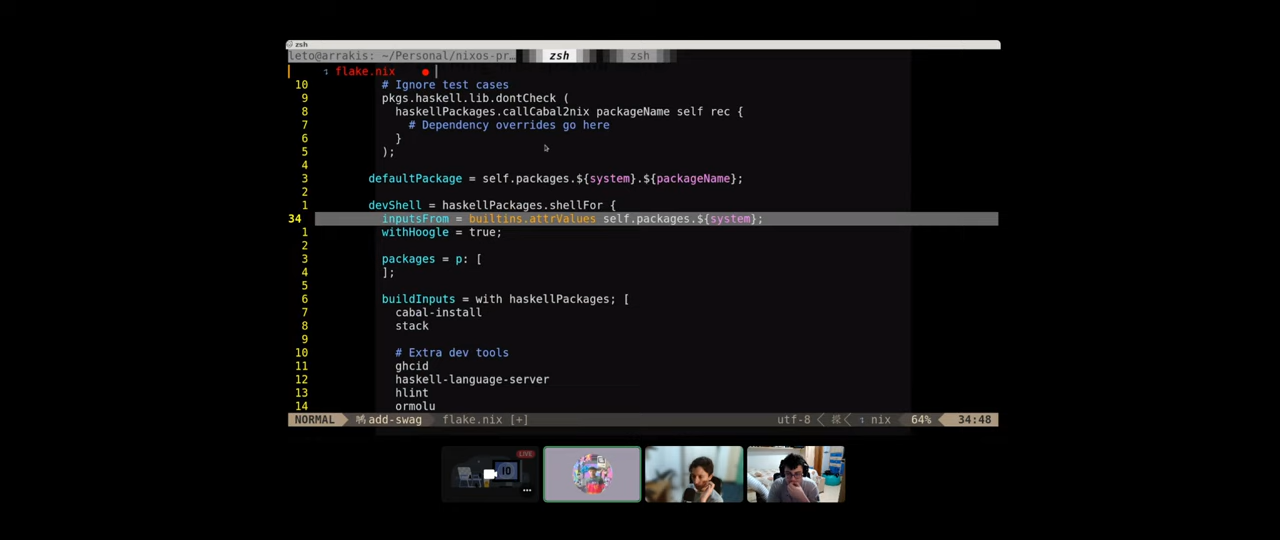 zsh
leto@arrakis: ~/Personal/nixos-pr… zsh zsh
flake.nix
10 # Ignore test cases
9 pkgs.haskell.lib.dontCheck (
8 haskellPackages.callCabal2nix packageName self rec {
7 # Dependency overrides go here
6 }
5 );
4
3 defaultPackage = self.packages.${system}.${packageName};
2
1 devShell = haskellPackages.shellFor {
34 inputsFrom = builtins.attrValues self.packages.${system};
1 withHoogle = true;
2
3 packages = p: [
4 ];
5
6 buildInputs = with haskellPackages; [
7 cabal-install
8 stack
9
10 # Extra dev tools
11 ghcid
12 haskell-language-server
13 hlint
14 ormolu
NORMAL add-swag flake.nix [+] utf-8 nix 64% 34:48
LIVE